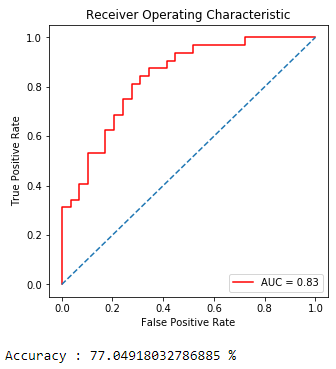 Receiver Operating Characteristic
1.0
0.8
0.6
0.4
0.2
0.0
True Positive Rate
AUC = 0.83
0.0 0.2 0.4 0.6 0.8 1.0
False Positive Rate
Accuracy : 77.04918032786885 %